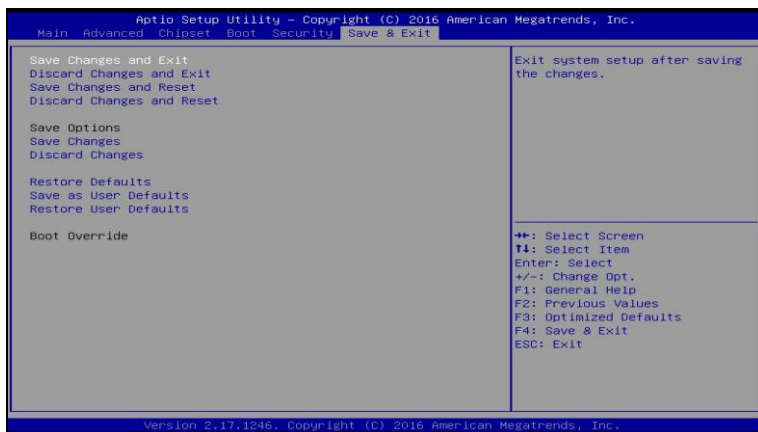 Aptio Setup Utility – Copyright (C) 2016 American Megatrends, Inc.
Main Advanced Chipset Boot Security Save & Exit
Save Changes and Exit
Discard Changes and Exit
Save Changes and Reset
Discard Changes and Reset
Save Options
Save Changes
Discard Changes
Restore Defaults
Save as User Defaults
Restore User Defaults
Boot Override
Exit system setup after saving
the changes.
→←: Select Screen
↑↓: Select Item
Enter: Select
+/-: Change Opt.
F1: General Help
F2: Previous Values
F3: Optimized Defaults
F4: Save & Exit
ESC: Exit
Version 2.17.1246. Copyright (C) 2016 American Megatrends, Inc.